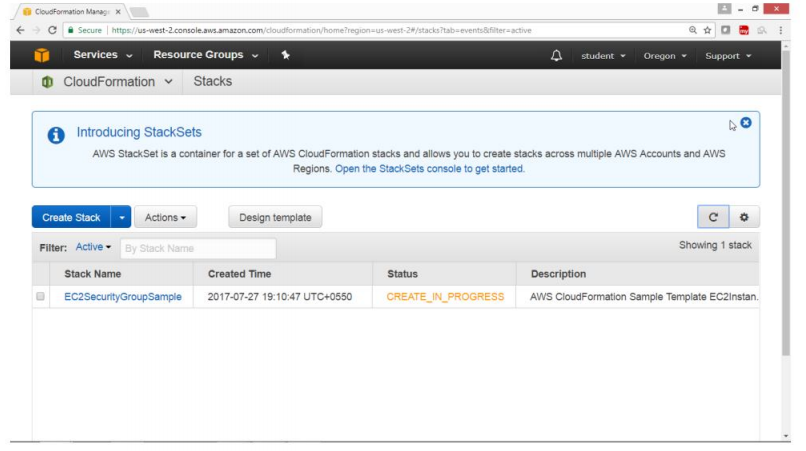 CloudFormation Manage
Secure | https://us-west-2.console.aws.amazon.com/cloudformation/home?region=us-west-2#/stacks?tab=events&filter=active
Services Resource Groups student Oregon Support
CloudFormation Stacks
Introducing StackSets
AWS StackSet is a container for a set of AWS CloudFormation stacks and allows you to create stacks across multiple AWS Accounts and AWS
Regions. Open the StackSets console to get started.
Create Stack Actions Design template
Filter: Active By Stack Name Showing 1 stack
Stack Name Created Time Status Description
EC2SecurityGroupSample 2017-07-27 19:10:47 UTC+0550 CREATE_IN_PROGRESS AWS CloudFormation Sample Template EC2Instan.